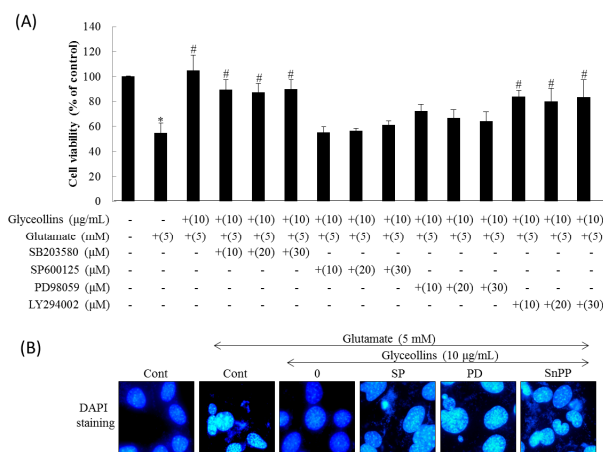 (A)
Cell viability (% of control)
140
120
100
80
60
40
20
0
* # # # # # # #
Glyceollins (μg/mL) - - +(10) +(10) +(10) +(10) +(10) +(10) +(10) +(10) +(10) +(10) +(10) +(10) +(10)
Glutamate (mM) - +(5) +(5) +(5) +(5) +(5) +(5) +(5) +(5) +(5) +(5) +(5) +(5) +(5) +(5)
SB203580 (μM) - - - +(10) +(20) +(30) - - - - - - - - -
SP600125 (μM) - - - - - - +(10) +(20) +(30) - - - - - -
PD98059 (μM) - - - - - - - - - +(10) +(20) +(30) - - -
LY294002 (μM) - - - - - - - - - - - - +(10) +(20) +(30)
(B)
Glutamate (5 mM)
Glyceollins (10 μg/mL)
Cont Cont 0 SP PD SnPP
DAPI
staining